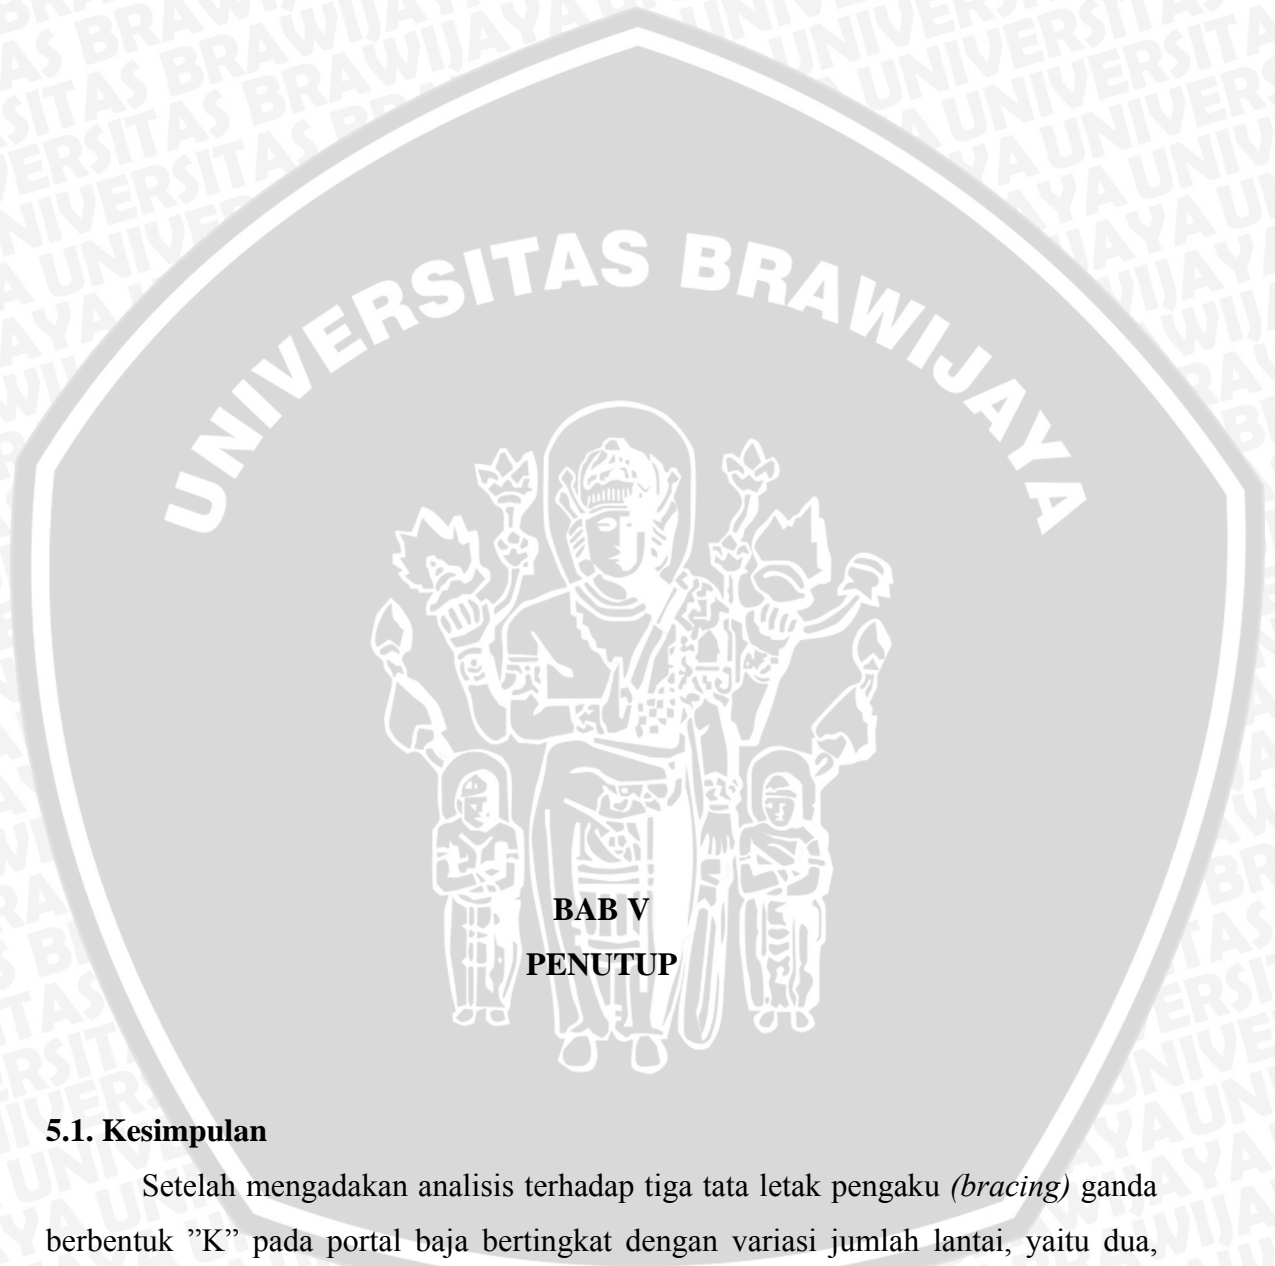 UNIVERSITAS BRAWIJAYA
BAB V
PENUTUP
5.1. Kesimpulan
Setelah mengadakan analisis terhadap tiga tata letak pengaku (bracing) ganda
berbentuk ”K” pada portal baja bertingkat dengan variasi jumlah lantai, yaitu dua,